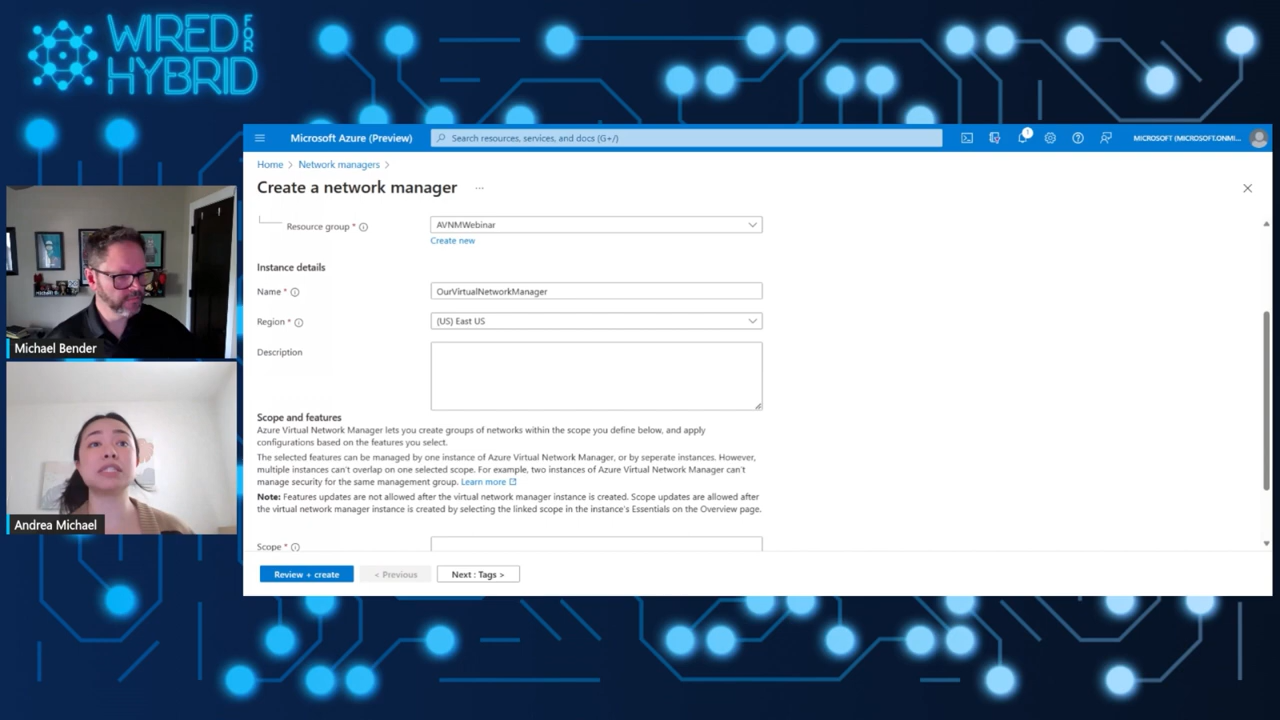 WIRED FOR
HYBRID
Microsoft Azure (Preview)
Search resources, services, and docs (G+/)
1
MICROSOFT (MICROSOFT.ONMI...
Home > Network managers >
Create a network manager ...
Resource group * 
AVNMWebinar
Create new
Instance details
Name *
OurVirtualNetworkManager
Region *
(US) East US
Description
Scope and features
Azure Virtual Network Manager lets you create groups of networks within the scope you define below, and apply
configurations based on the features you select.
The selected features can be managed by one instance of Azure Virtual Network Manager, or by seperate instances. However,
multiple instances can't overlap on one selected scope. For example, two instances of Azure Virtual Network Manager can't
manage security for the same management group. Learn more
Note: Features updates are not allowed after the virtual network manager instance is created. Scope updates are allowed after
the virtual network manager instance is created by selecting the linked scope in the instance's Essentials on the Overview page.
Scope *
Review + create
< Previous
Next : Tags >
Michael Bender
Andrea Michael